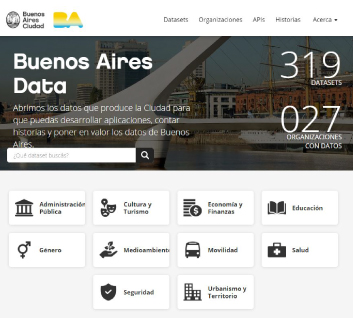 Buenos
Aires
Ciudad
BA
Datasets Organizaciones APIs Historias Acerca
Buenos Aires
Data
Abrimos los datos que produce la Ciudad para
que puedas desarrollar aplicaciones, contar
historias y poner en valor los datos de Buenos
Aires.
¿Qué dataset buscás?
319
DATASETS
027
ORGANIZACIONES
CON DATOS
Administración
Pública
Cultura y
Turismo
Economía y
Finanzas
Educación
Género
Medioambiente
Movilidad
Salud
Seguridad
Urbanismo y
Territorio